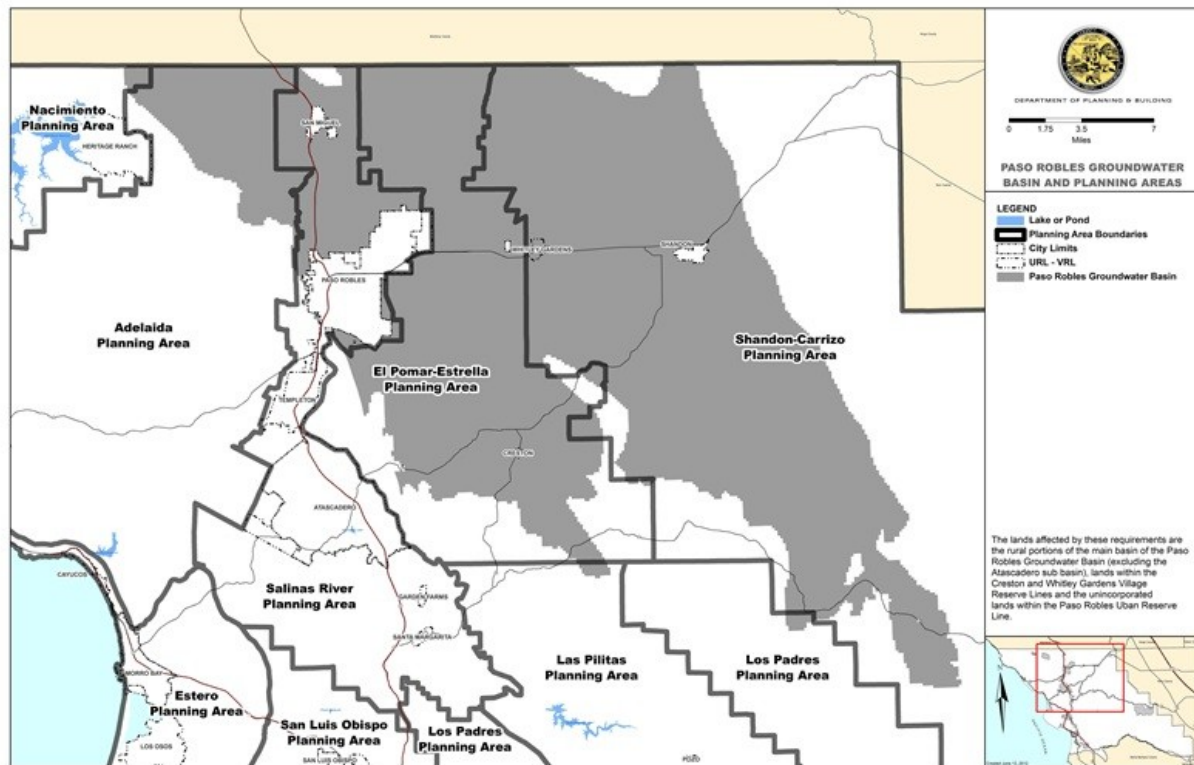 Nacimiento
Planning Area
HERITAGE RANCH
SAN MIGUEL
PASO ROBLES
WHITLEY GARDENS
SHANDON
Adelaida
Planning Area
El Pomar-Estrella
Planning Area
Shandon-Carrizo
Planning Area
TEMPLETON
CRESTON
ATASCADERO
CAYUCOS
Salinas River
Planning Area
GARDEN FARMS
SANTA MARGARITA
Las Pilitas
Planning Area
Los Padres
Planning Area
MORRO BAY
Estero
Planning Area
San Luis Obispo
Planning Area
Los Padres
Planning Area
LOS OSOS
SAN LUIS OBISPO
POZO
DEPARTMENT OF PLANNING & BUILDING
0 1.75 3.5 7
Miles
PASO ROBLES GROUNDWATER
BASIN AND PLANNING AREAS
LEGEND
Lake or Pond
Planning Area Boundaries
City Limits
URL - VRL
Paso Robles Groundwater Basin
The lands affected by these requirements are
the rural portions of the main basin of the Paso
Robles Groundwater Basin (excluding the
Atascadero sub basin), lands within the
Creston and Whitley Gardens Village
Reserve Lines and the unincorporated
lands within the Paso Robles Uban Reserve
Line.